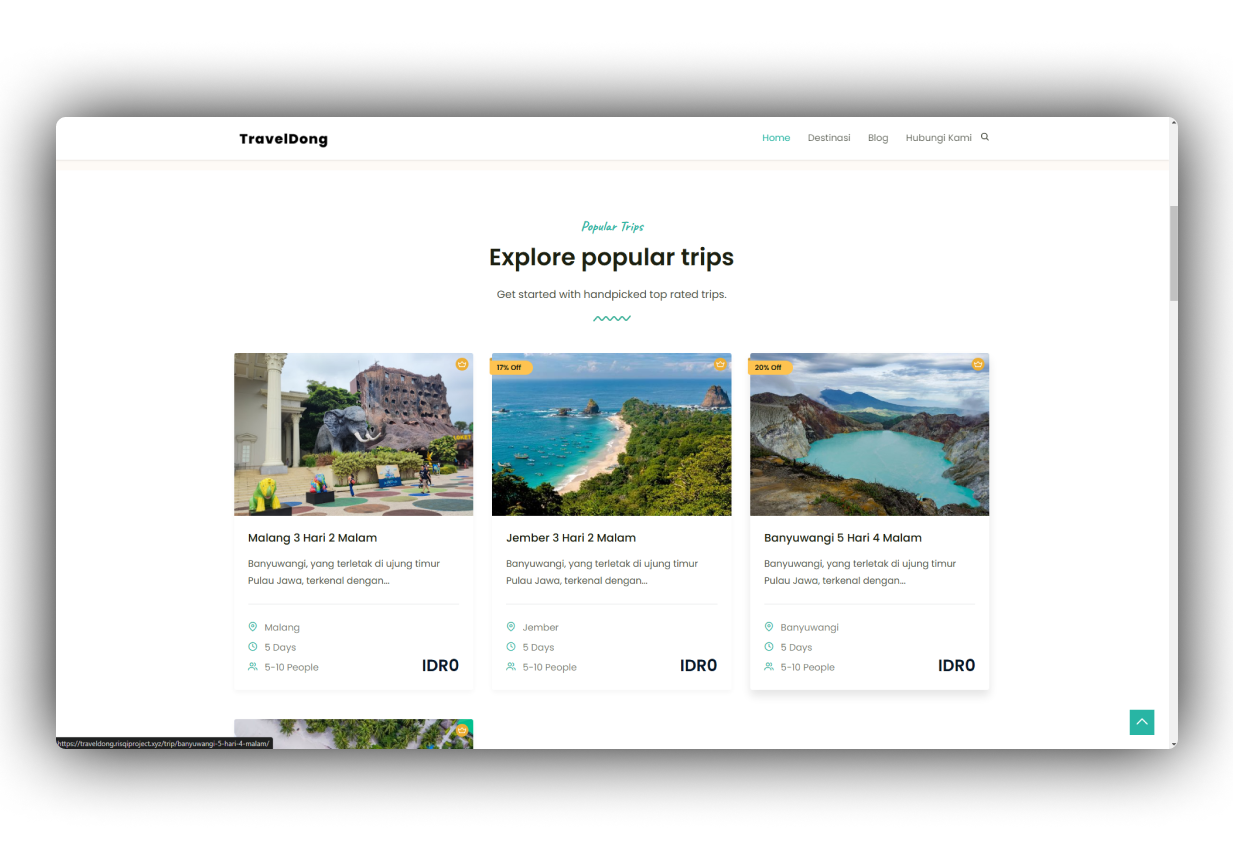 TravelDong
Home Destinasi Blog Hubungi Kami
Popular Trips
Explore popular trips
Get started with handpicked top rated trips.
17% Off
20% Off
Malang 3 Hari 2 Malam
Banyuwangi, yang terletak di ujung timur
Pulau Jawa, terkenal dengan...
Malang
5 Days
5-10 People
IDR0
Jember 3 Hari 2 Malam
Banyuwangi, yang terletak di ujung timur
Pulau Jawa, terkenal dengan...
Jember
5 Days
5-10 People
IDR0
Banyuwangi 5 Hari 4 Malam
Banyuwangi, yang terletak di ujung timur
Pulau Jawa, terkenal dengan...
Banyuwangi
5 Days
5-10 People
IDR0
https://traveldong.risqiproject.xyz/trip/banyuwangi-5-hari-4-malam/